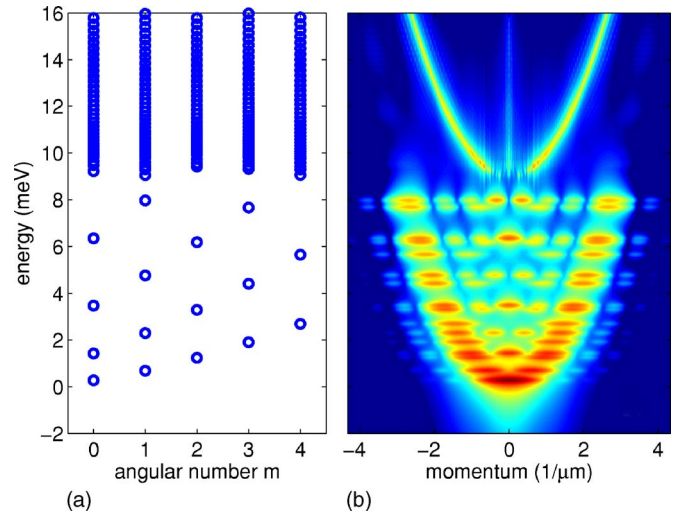 16
14
12
10
8
6
4
2
0
−2
energy (meV)
0 1 2 3 4
angular number m
(a)
−4 −2 0 2 4
momentum (1/μm)
(b)